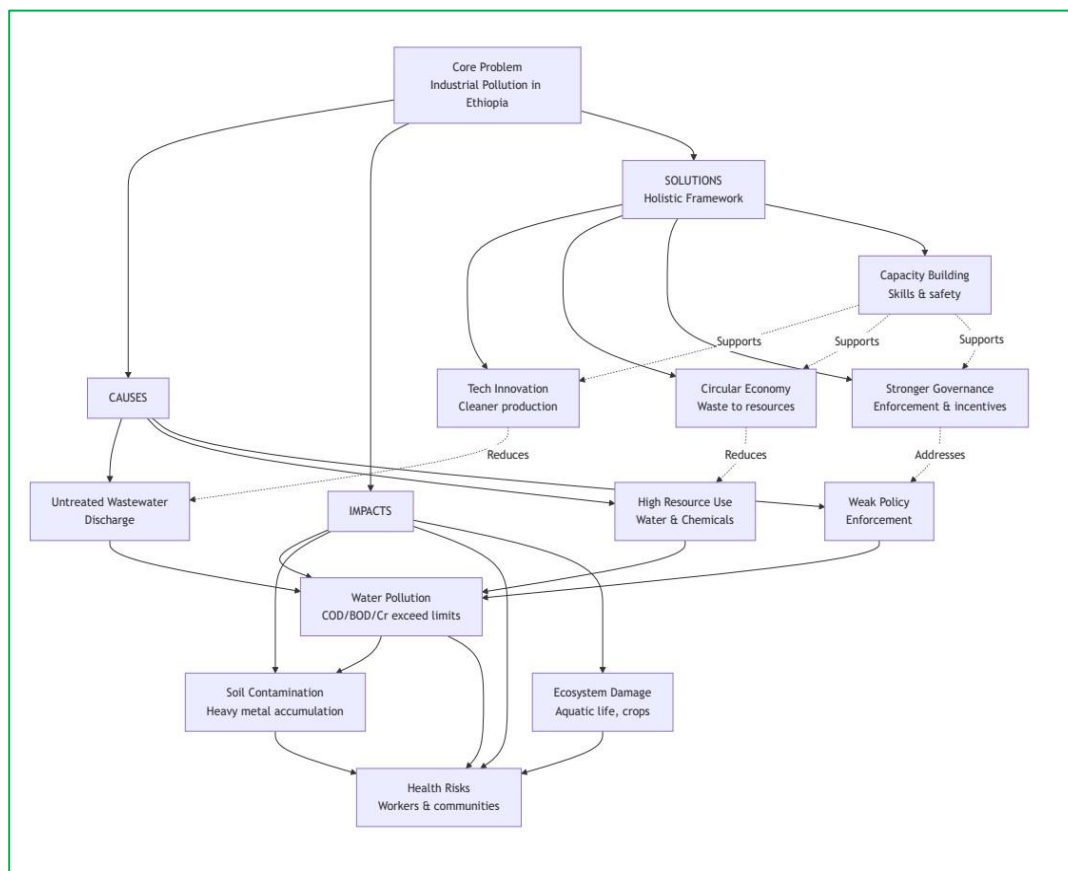 Core Problem
Industrial Pollution in
Ethiopia
SOLUTIONS
Holistic Framework
Capacity Building
Skills & safety
Supports
Supports
Supports
Tech Innovation
Cleaner production
Circular Economy
Waste to resources
Stronger Governance
Enforcement & incentives
CAUSES
Reduces
Reduces
Addresses
Untreated Wastewater
Discharge
IMPACTS
High Resource Use
Water & Chemicals
Weak Policy
Enforcement
Water Pollution
COD/BOD/Cr exceed limits
Soil Contamination
Heavy metal accumulation
Ecosystem Damage
Aquatic life, crops
Health Risks
Workers & communities